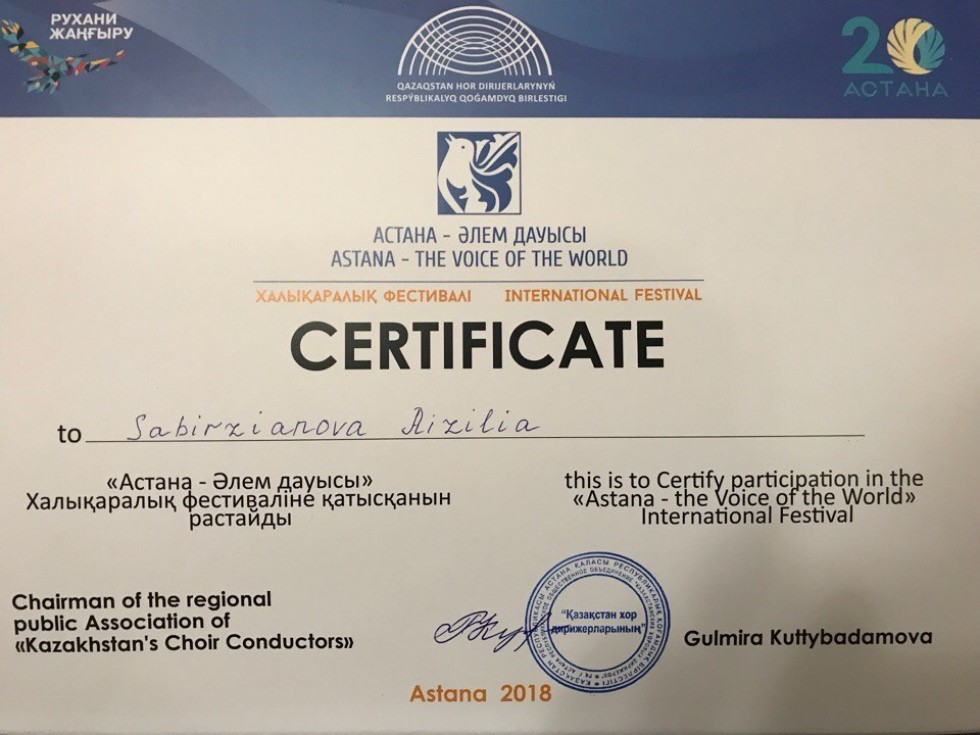 РУХАНИ
ЖАҢҒЫРУ
QAZAQSTAN HOR DIRIJERLARYNYŃ
RESPÝBLIKALYQ QOǴAMDYQ BIRLESTIGI
20
АСТАНА
АСТАНА - ӘЛЕМ ДАУЫСЫ
ASTANA - THE VOICE OF THE WORLD
ХАЛЫҚАРАЛЫҚ ФЕСТИВАЛІ INTERNATIONAL FESTIVAL
CERTIFICATE
to Sabirzianova Aizilia
«Астана - Әлем дауысы»
Халықаралық фестиваліне қатысқанын
растайды
this is to Certify participation in the
«Astana - the Voice of the World»
International Festival
Chairman of the regional
public Association of
«Kazakhstan's Choir Conductors»
"Қазақстан хор
дирижерларының"
Gulmira Kuttybadamova
Astana 2018